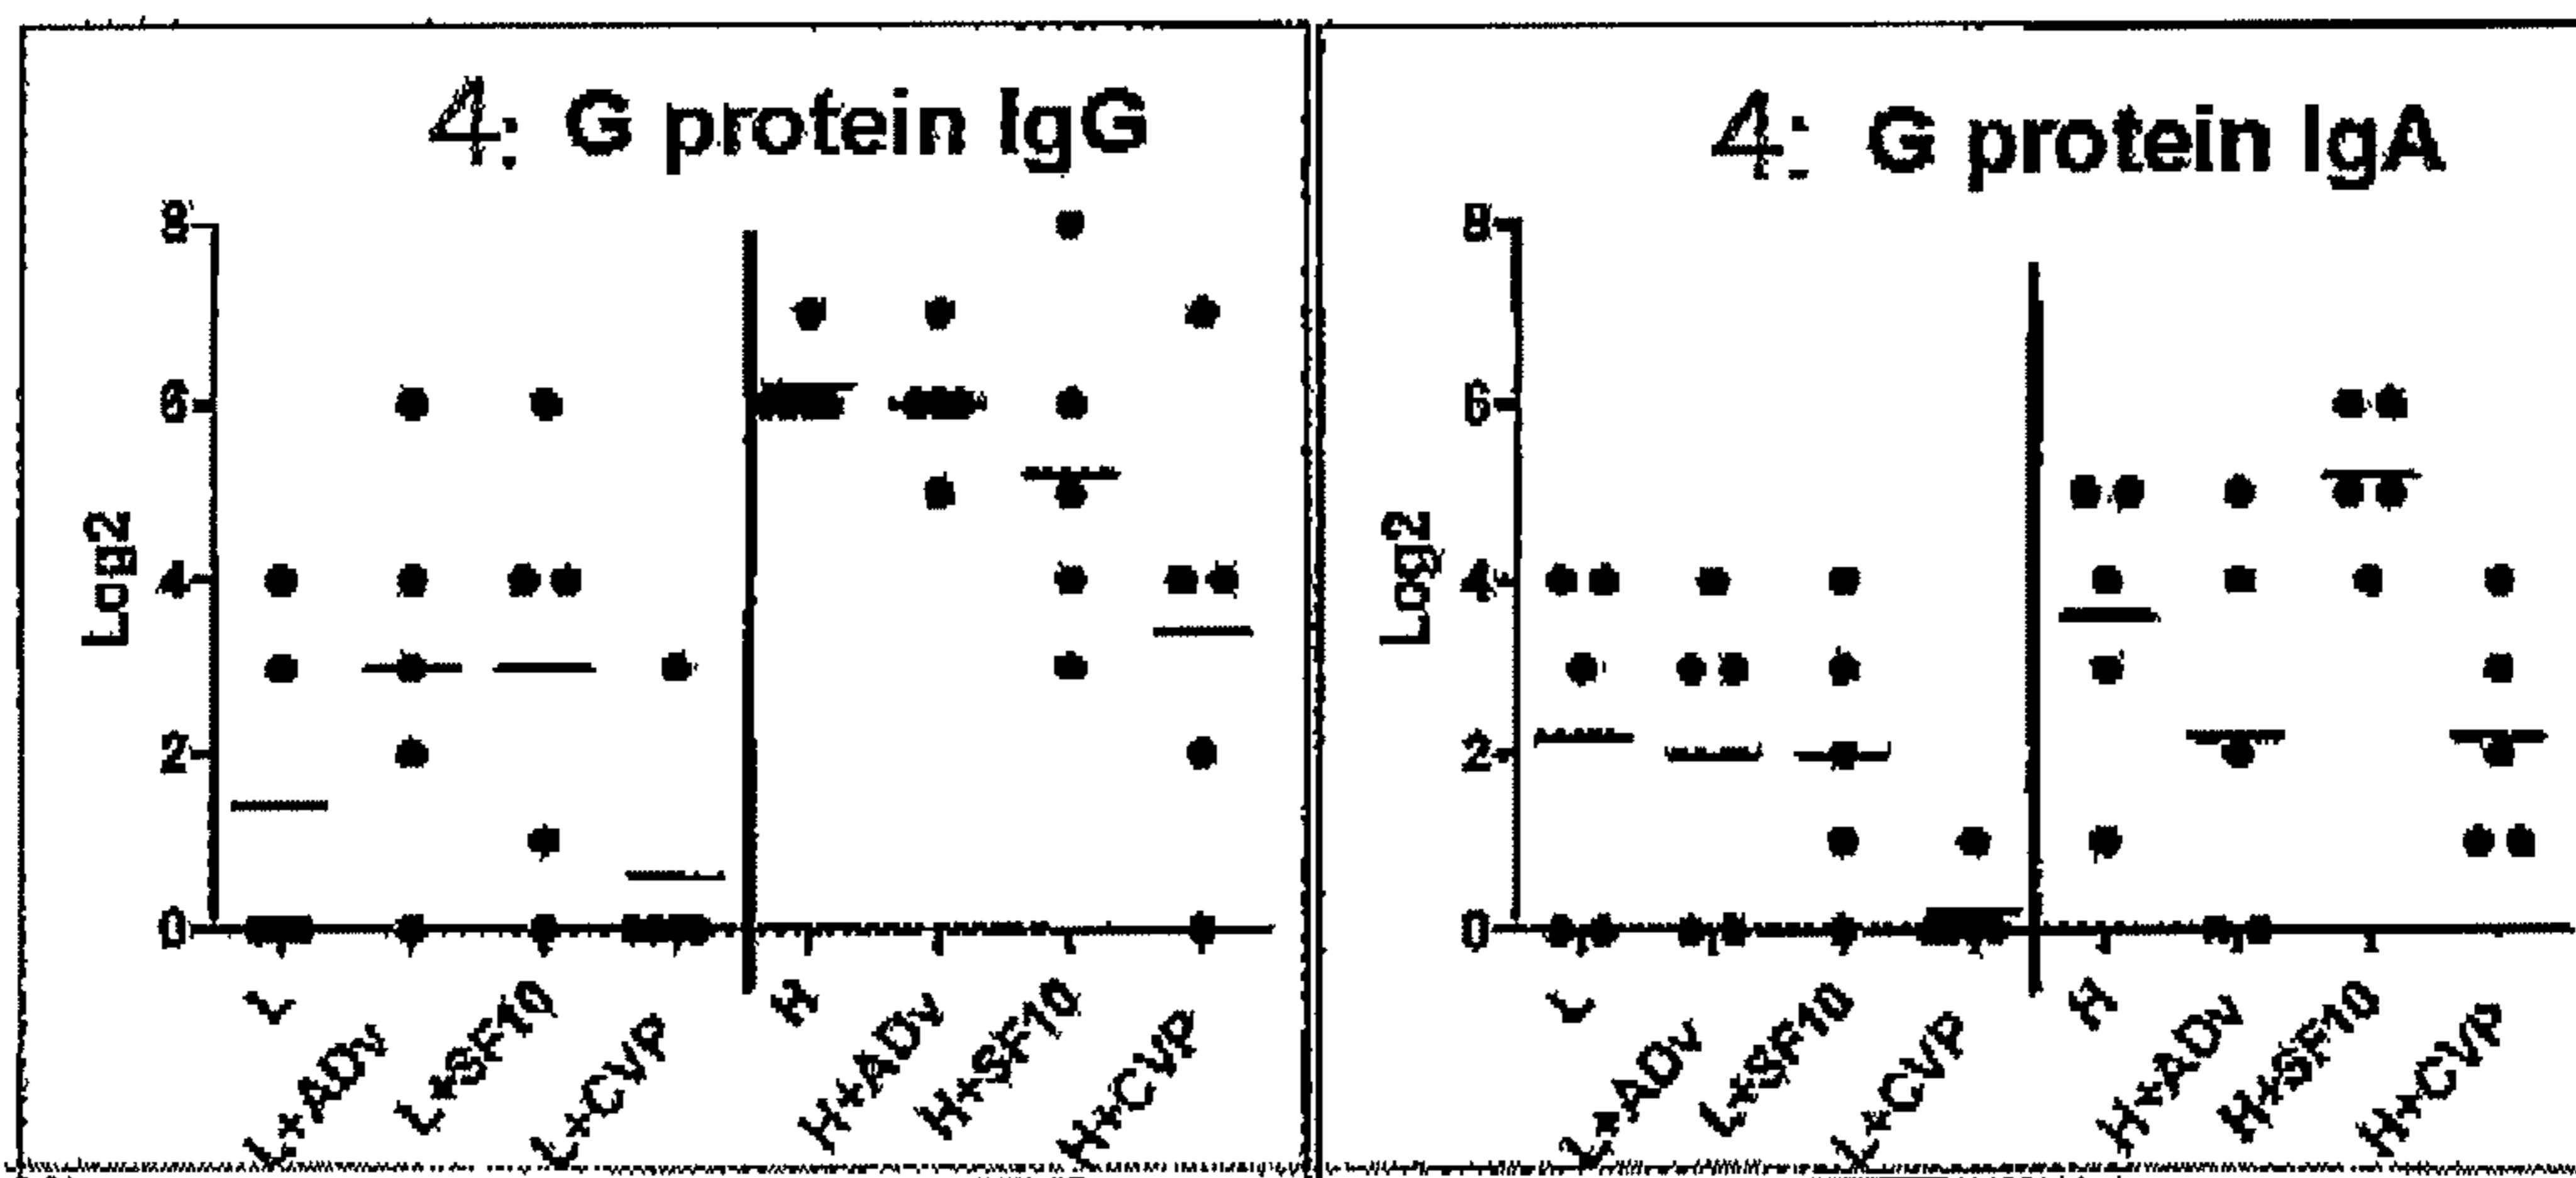 4: G protein IgG
8
6
4
2
0
Log2
L
L+ADv
L+SF10
L+CVP
H
H+ADv
H+SF10
H+CVP
4: G protein IgA
8
6
4
2
0
Log2
L
L+ADv
L+SF10
L+CVP
H
H+ADv
H+SF10
H+CVP